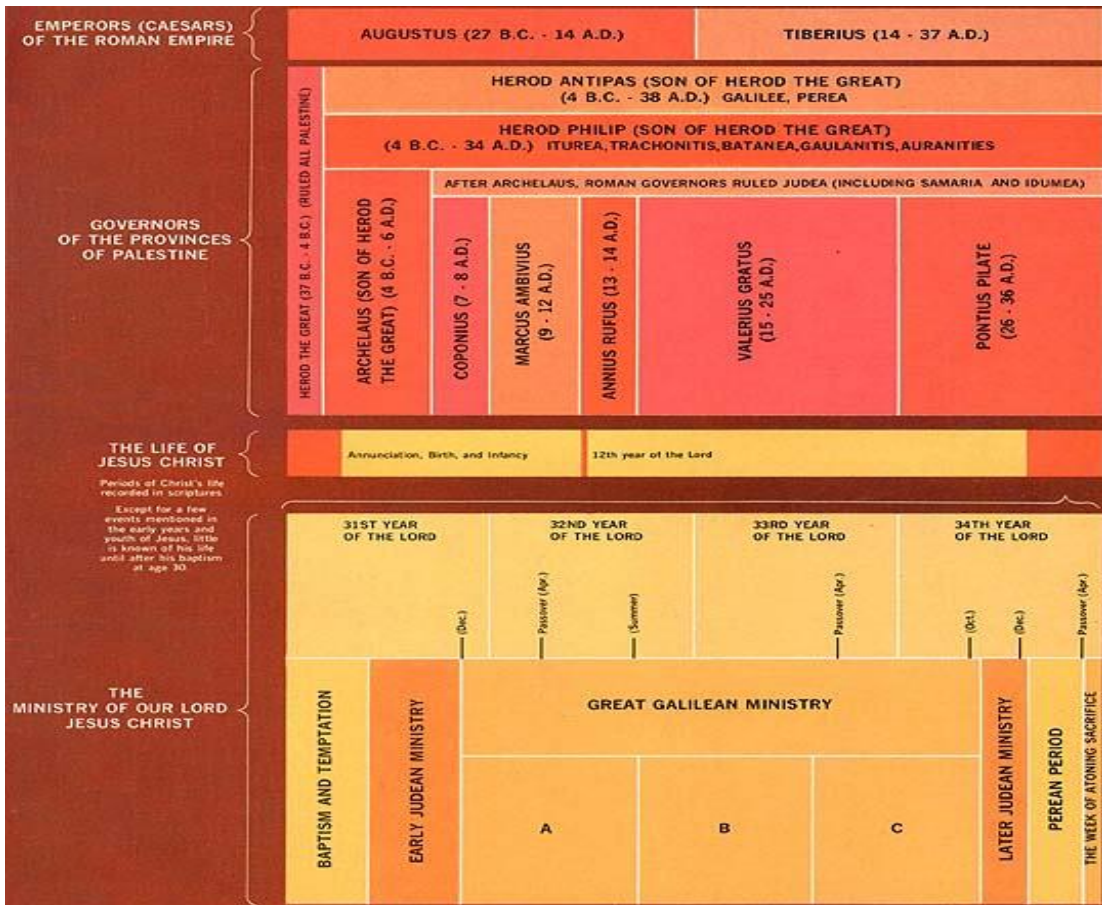 EMPERORS (CAESARS)
OF THE ROMAN EMPIRE
AUGUSTUS (27 B.C. - 14 A.D.)
TIBERIUS (14 - 37 A.D.)
GOVERNORS
OF THE PROVINCES
OF PALESTINE
HEROD THE GREAT (37 B.C. - 4 B.C.) (RULED ALL PALESTINE)
HEROD ANTIPAS (SON OF HEROD THE GREAT)
(4 B.C. - 38 A.D.) GALILEE, PEREA
HEROD PHILIP (SON OF HEROD THE GREAT)
(4 B.C. - 34 A.D.) ITUREA,TRACHONITIS,BATANEA,GAULANITIS,AURANITIES
ARCHELAUS (SON OF HEROD
THE GREAT) (4 B.C. - 6 A.D.)
AFTER ARCHELAUS, ROMAN GOVERNORS RULED JUDEA (INCLUDING SAMARIA AND IDUMEA)
COPONIUS (7 - 8 A.D.)
MARCUS AMBIVIUS
(9 - 12 A.D.)
ANNIUS RUFUS (13 - 14 A.D.)
VALERIUS GRATUS
(15 - 25 A.D.)
PONTIUS PILATE
(26 - 36 A.D.)
THE LIFE OF
JESUS CHRIST
Periods of Christ's life
recorded in scriptures
Except for a few
events mentioned in
the early years and
youth of Jesus, little
is known of his life
until after his baptism
at age 30.
Annunciation, Birth, and Infancy
12th year of the Lord
THE
MINISTRY OF OUR LORD
JESUS CHRIST
31ST YEAR
OF THE LORD
32ND YEAR
OF THE LORD
33RD YEAR
OF THE LORD
34TH YEAR
OF THE LORD
(Dec.)
Passover (Apr.)
(Summer)
Passover (Apr.)
(Oct.)
(Dec.)
Passover (Apr.)
BAPTISM AND TEMPTATION
EARLY JUDEAN MINISTRY
GREAT GALILEAN MINISTRY
A
B
C
LATER JUDEAN MINISTRY
PEREAN PERIOD
THE WEEK OF ATONING SACRIFICE